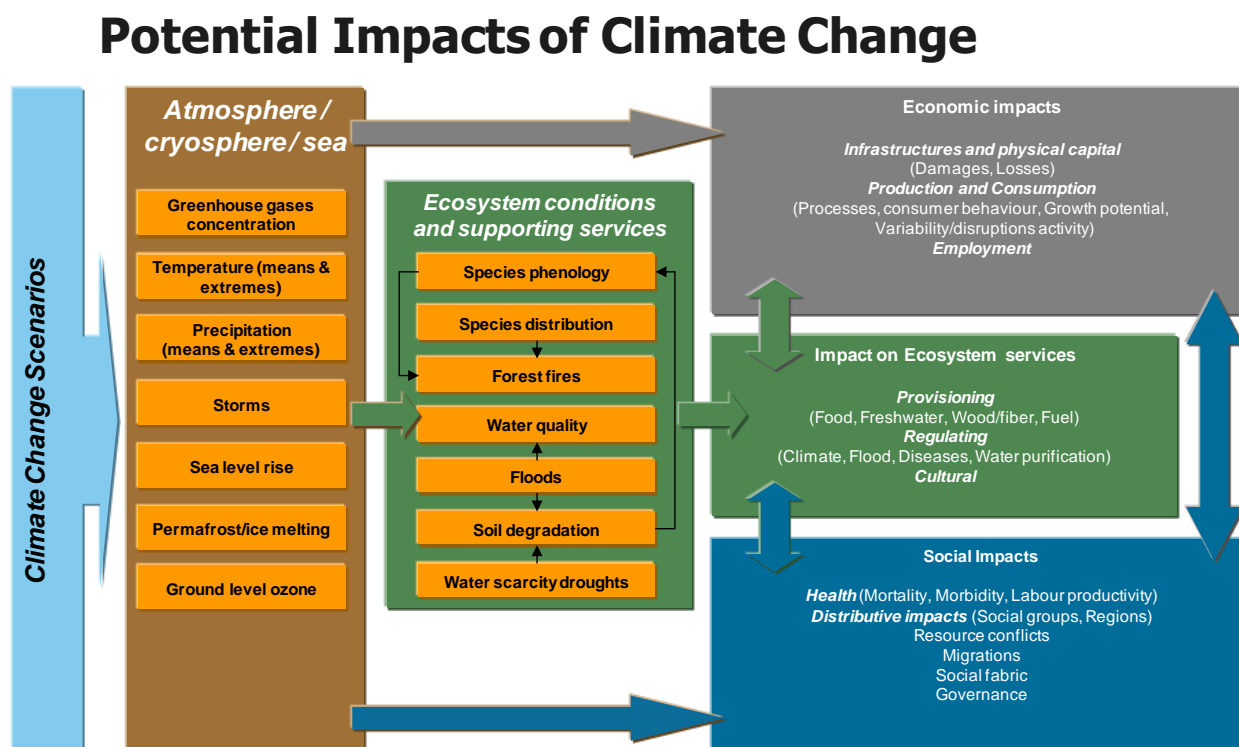 Potential Impacts of Climate Change
Climate Change Scenarios
Atmosphere /
cryosphere / sea
Greenhouse gases
concentration
Temperature (means &
extremes)
Precipitation
(means & extremes)
Storms
Sea level rise
Permafrost/ice melting
Ground level ozone
Ecosystem conditions
and supporting services
Species phenology
Species distribution
Forest fires
Water quality
Floods
Soil degradation
Water scarcity droughts
Economic impacts
Infrastructures and physical capital
(Damages, Losses)
Production and Consumption
(Processes, consumer behaviour, Growth potential,
Variability/disruptions activity)
Employment
Impact on Ecosystem services
Provisioning
(Food, Freshwater, Wood/fiber, Fuel)
Regulating
(Climate, Flood, Diseases, Water purification)
Cultural
Social Impacts
Health (Mortality, Morbidity, Labour productivity)
Distributive impacts (Social groups, Regions)
Resource conflicts
Migrations
Social fabric
Governance